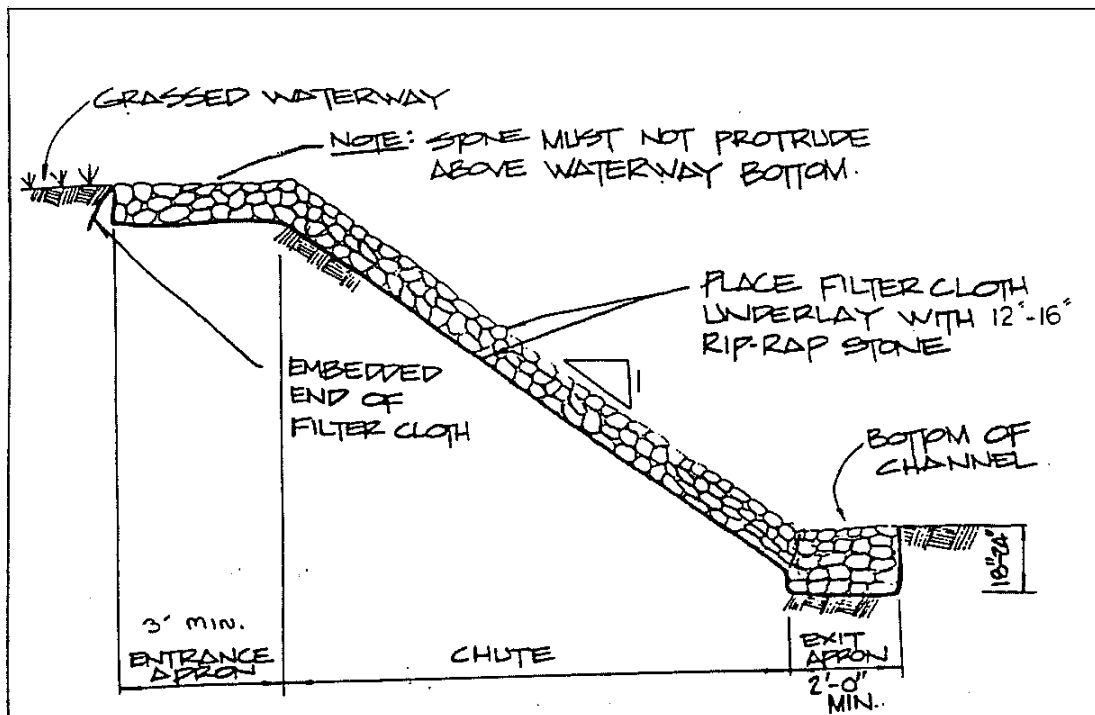 GRASSED WATERWAY
NOTE: STONE MUST NOT PROTRUDE
ABOVE WATERWAY BOTTOM.
PLACE FILTER CLOTH
UNDERLAY WITH 12"-16"
RIP-RAP STONE
1
EMBEDDED
END OF
FILTER CLOTH
BOTTOM OF
CHANNEL
18"-24"
3' MIN.
ENTRANCE
APRON
CHUTE
EXIT
APRON
2'-0"
MIN.